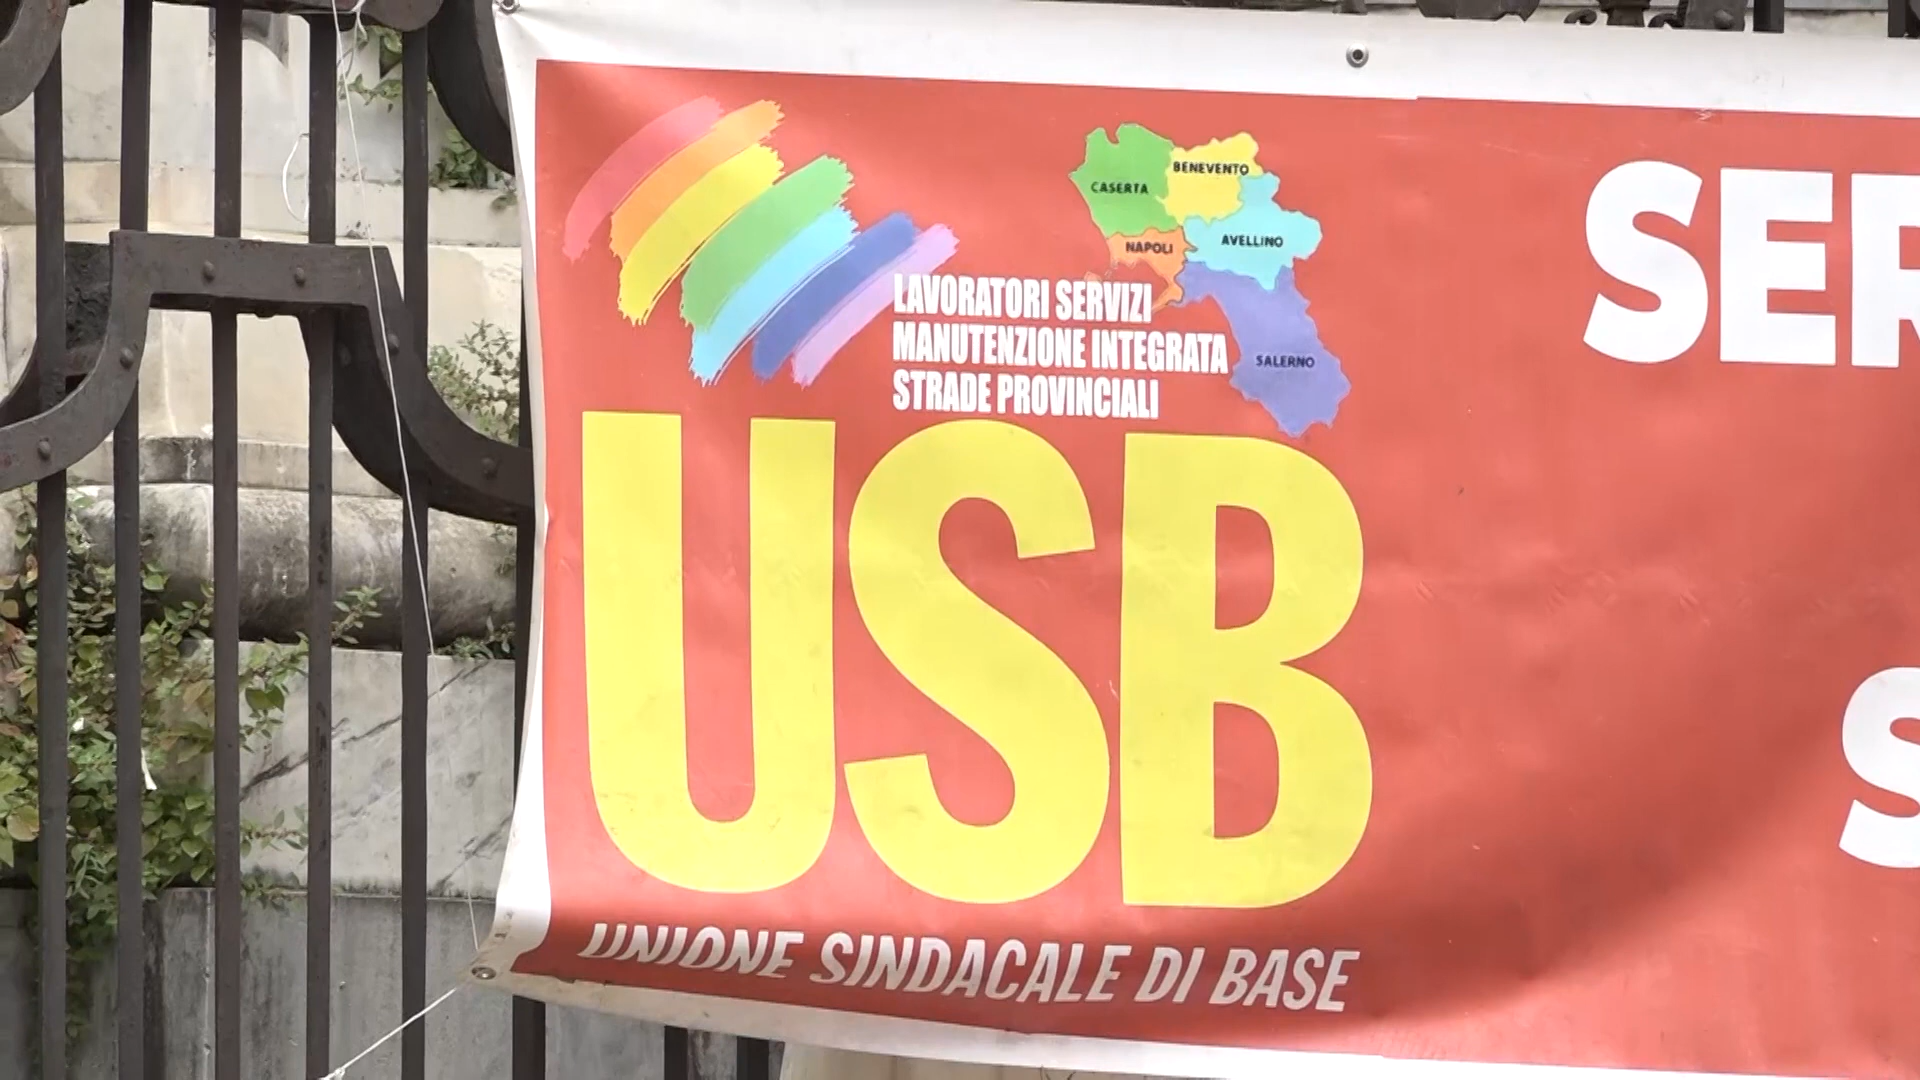 CASERTA
BENEVENTO
NAPOLI
AVELLINO
SALERNO
LAVORATORI SERVIZI
MANUTENZIONE INTEGRATA
STRADE PROVINCIALI
USB
UNIONE SINDACALE DI BASE
SER
S